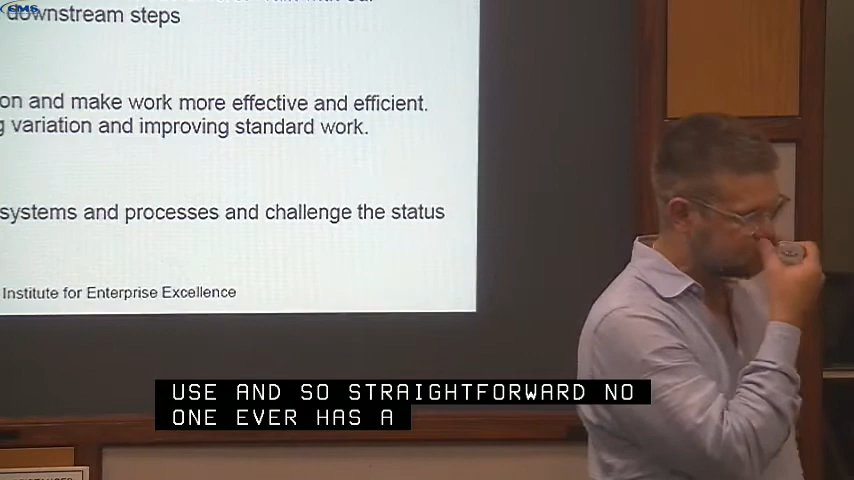 CMS
downstream steps
on and make work more effective and efficient.
variation and improving standard work.
systems and processes and challenge the status
Institute for Enterprise Excellence
USE AND SO STRAIGHTFORWARD NO
ONE EVER HAS A